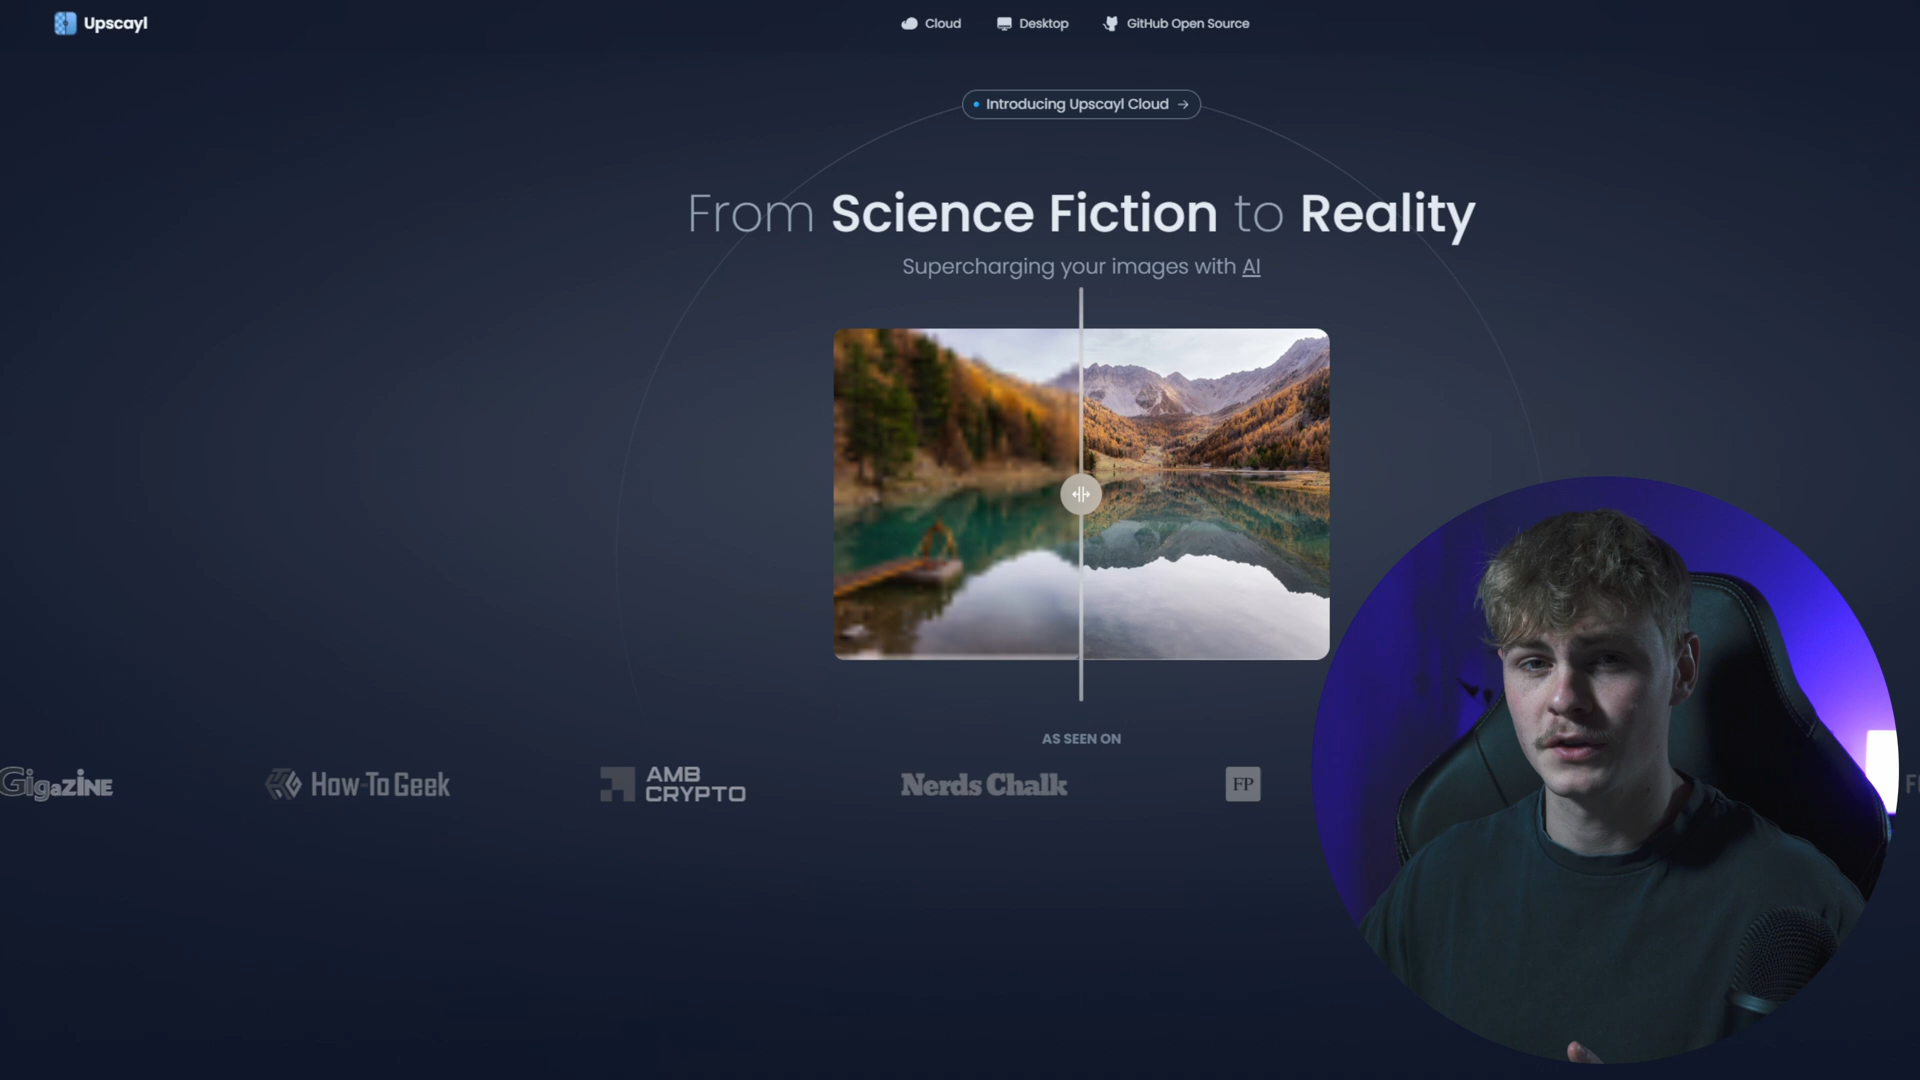 Upscayl
Cloud
Desktop
GitHub Open Source
Introducing Upscayl Cloud →
From Science Fiction to Reality
Supercharging your images with AI
AS SEEN ON
GigaZiNE
How-To Geek
AMB
CRYPTO
Nerds Chalk
FP